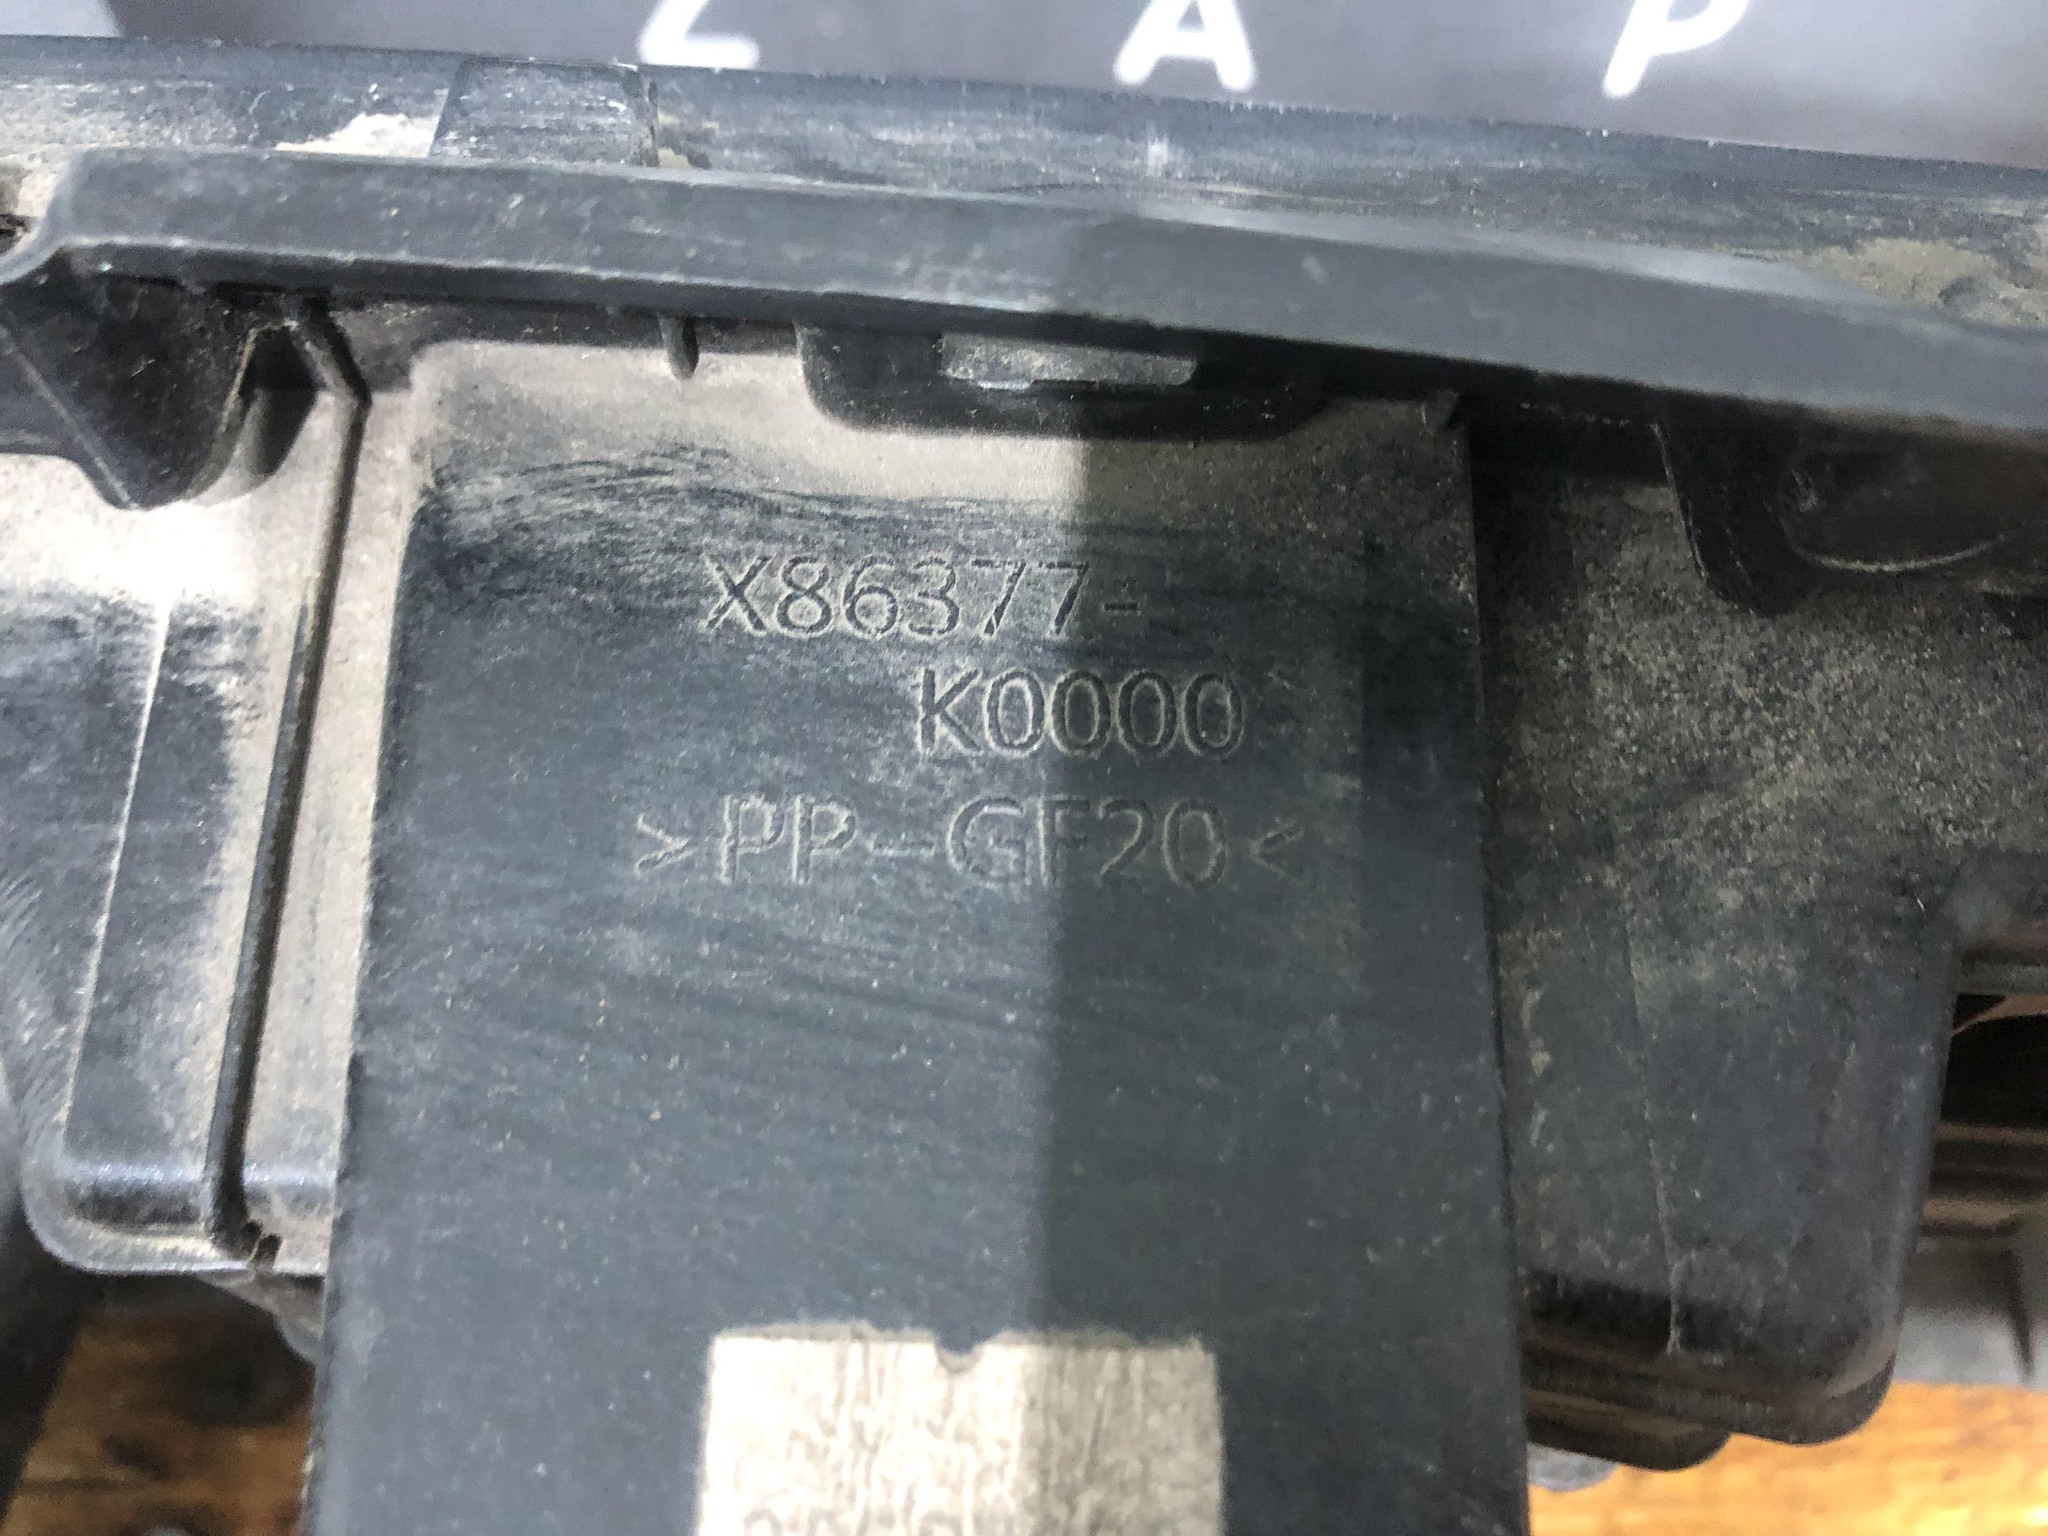 Z A P
X86377-
K0000
>PP-GF20<